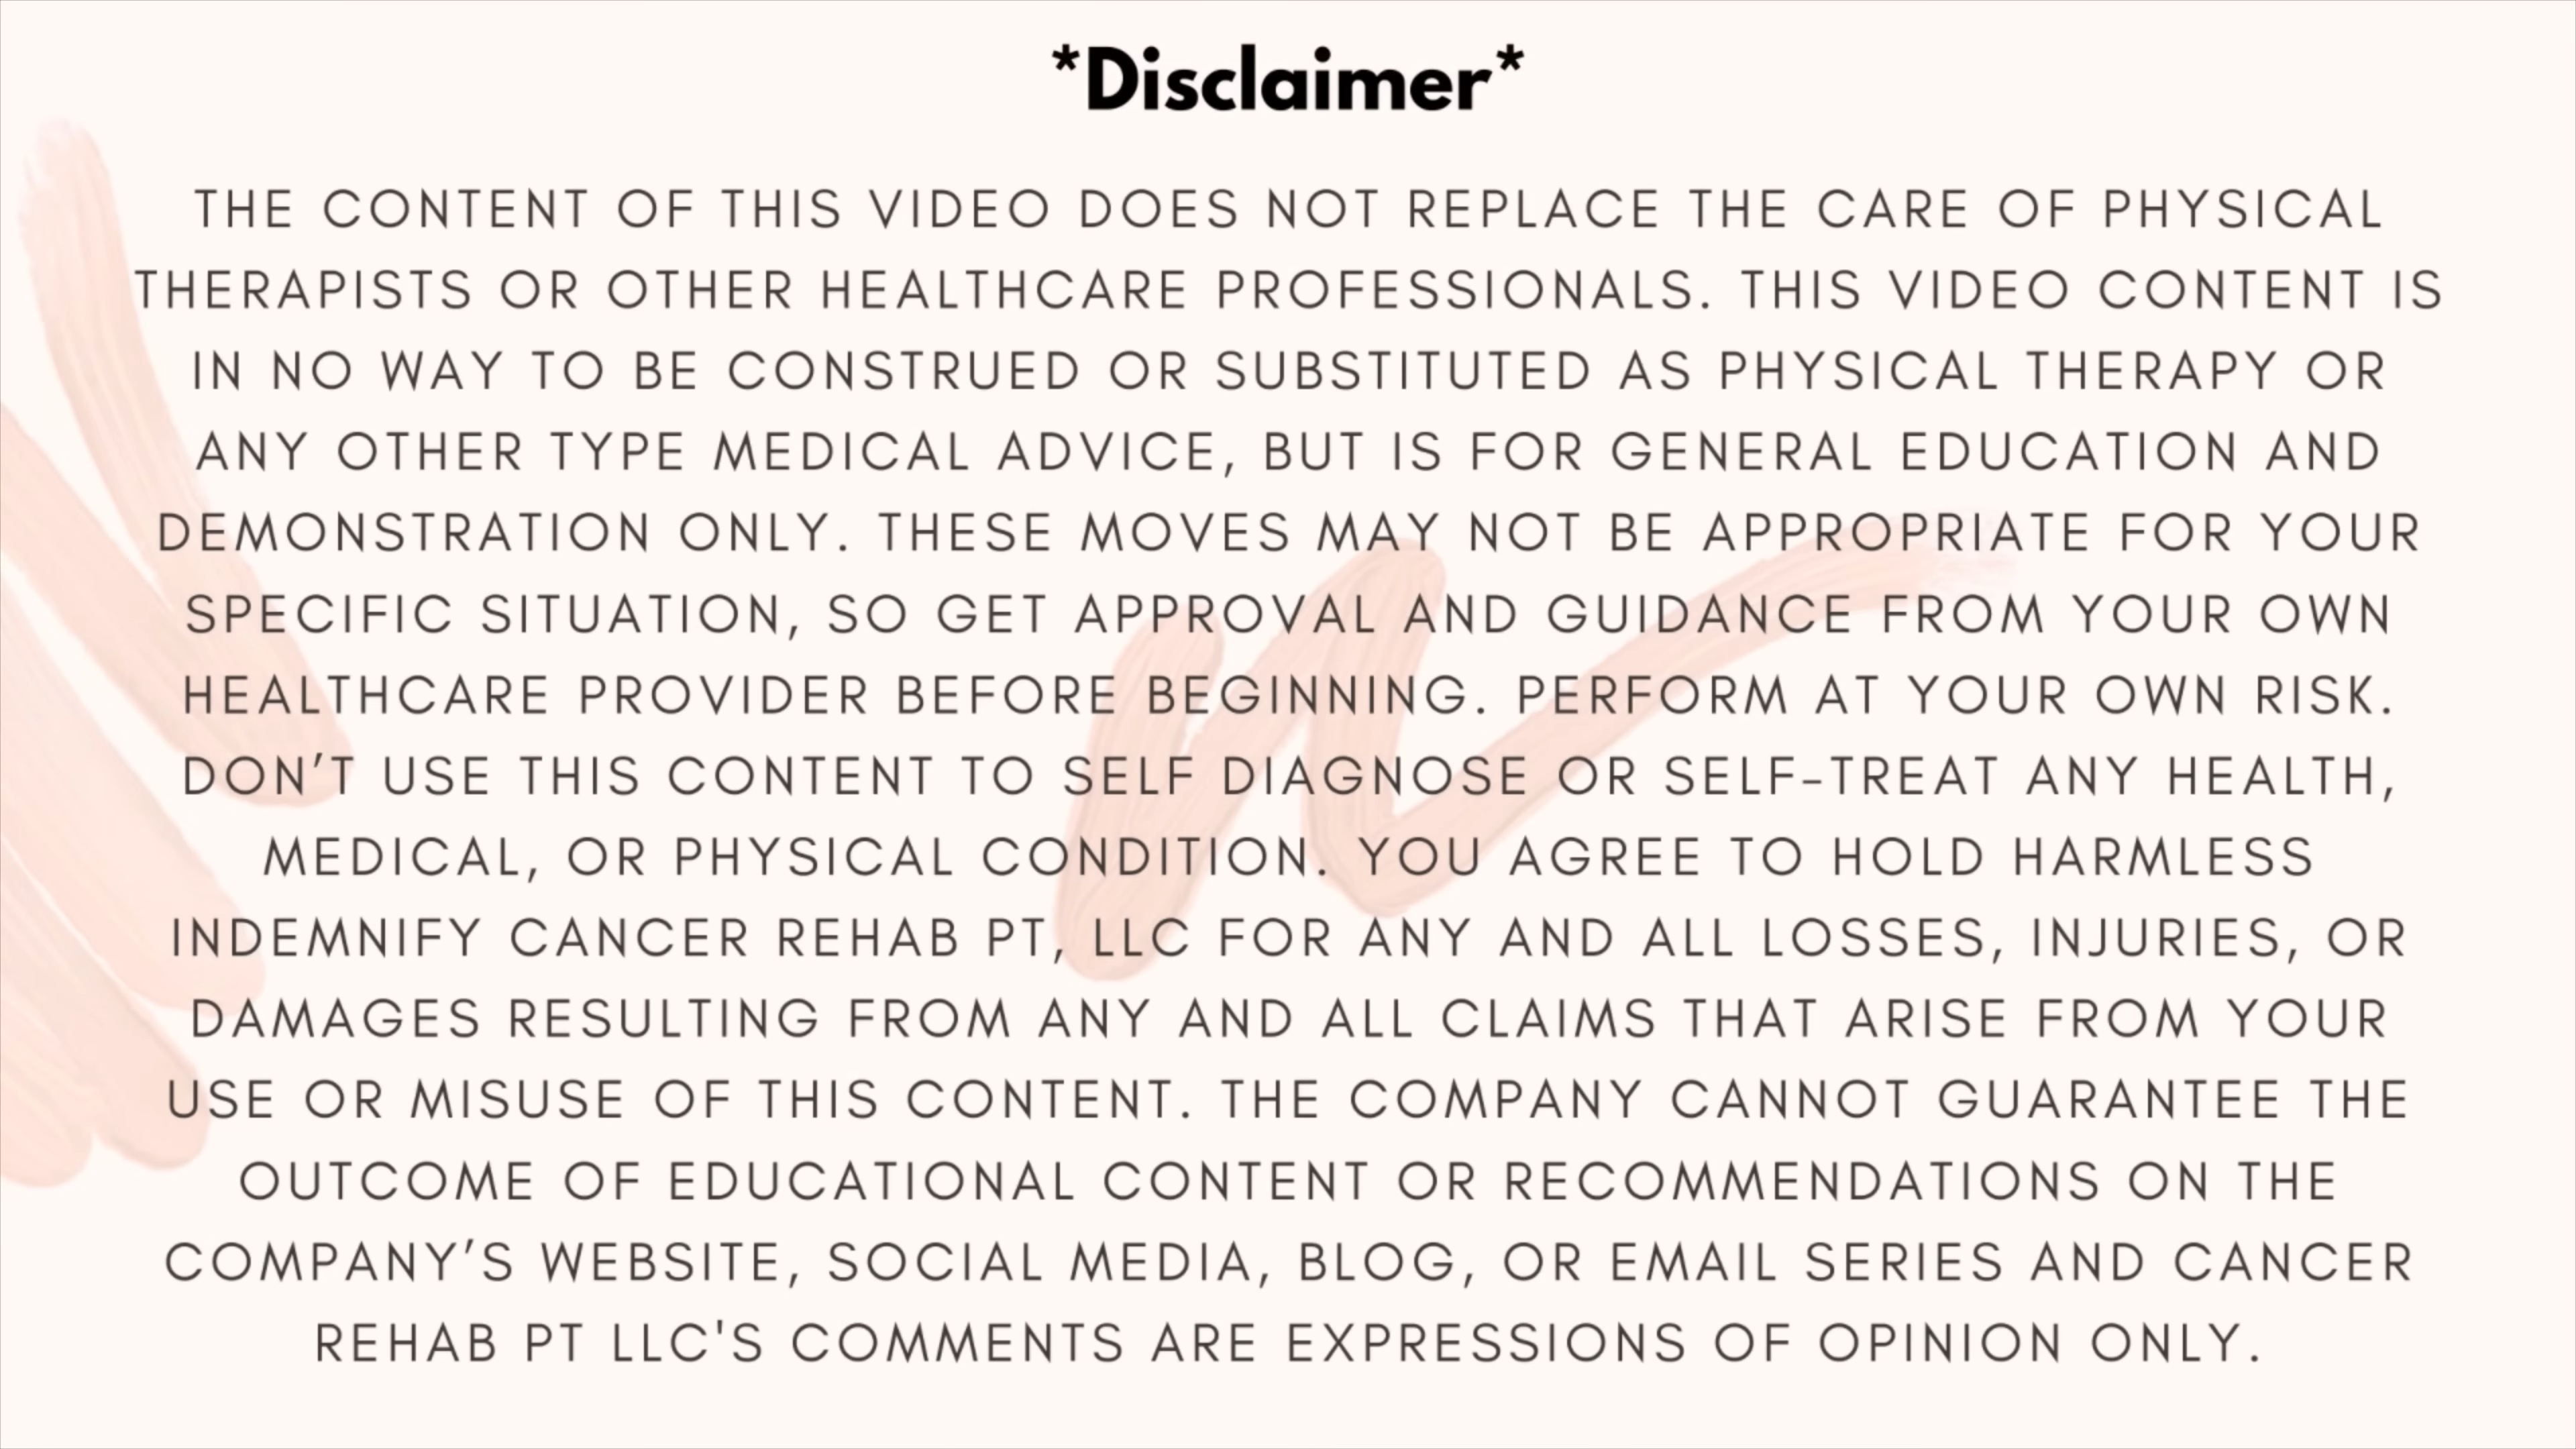 *Disclaimer*
THE CONTENT OF THIS VIDEO DOES NOT REPLACE THE CARE OF PHYSICAL
THERAPISTS OR OTHER HEALTHCARE PROFESSIONALS. THIS VIDEO CONTENT IS
IN NO WAY TO BE CONSTRUED OR SUBSTITUTED AS PHYSICAL THERAPY OR
ANY OTHER TYPE MEDICAL ADVICE, BUT IS FOR GENERAL EDUCATION AND
DEMONSTRATION ONLY. THESE MOVES MAY NOT BE APPROPRIATE FOR YOUR
SPECIFIC SITUATION, SO GET APPROVAL AND GUIDANCE FROM YOUR OWN
HEALTHCARE PROVIDER BEFORE BEGINNING. PERFORM AT YOUR OWN RISK.
DON’T USE THIS CONTENT TO SELF DIAGNOSE OR SELF-TREAT ANY HEALTH,
MEDICAL, OR PHYSICAL CONDITION. YOU AGREE TO HOLD HARMLESS
INDEMNIFY CANCER REHAB PT, LLC FOR ANY AND ALL LOSSES, INJURIES, OR
DAMAGES RESULTING FROM ANY AND ALL CLAIMS THAT ARISE FROM YOUR
USE OR MISUSE OF THIS CONTENT. THE COMPANY CANNOT GUARANTEE THE
OUTCOME OF EDUCATIONAL CONTENT OR RECOMMENDATIONS ON THE
COMPANY’S WEBSITE, SOCIAL MEDIA, BLOG, OR EMAIL SERIES AND CANCER
REHAB PT LLC'S COMMENTS ARE EXPRESSIONS OF OPINION ONLY.